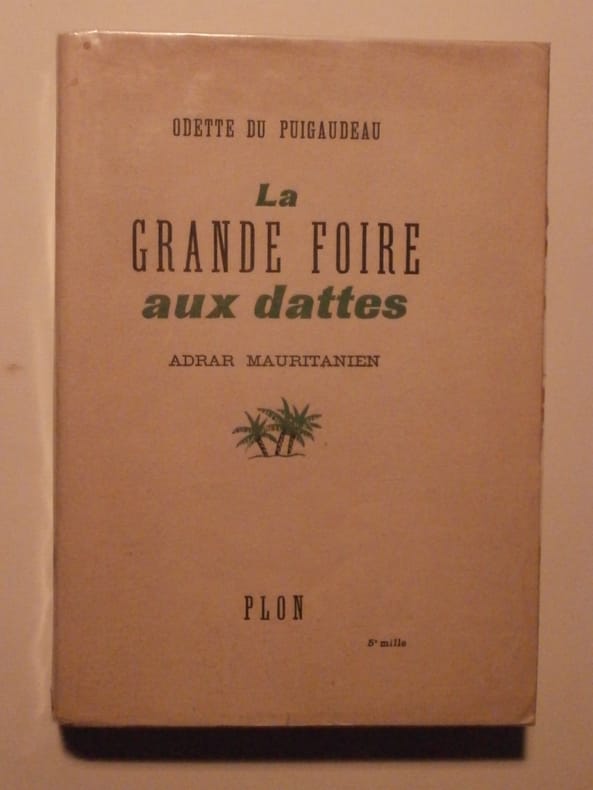 ODETTE DU PUIGAUDEAU
La
GRANDE FOIRE
aux dattes
ADRAR MAURITANIEN
PLON
5e mille